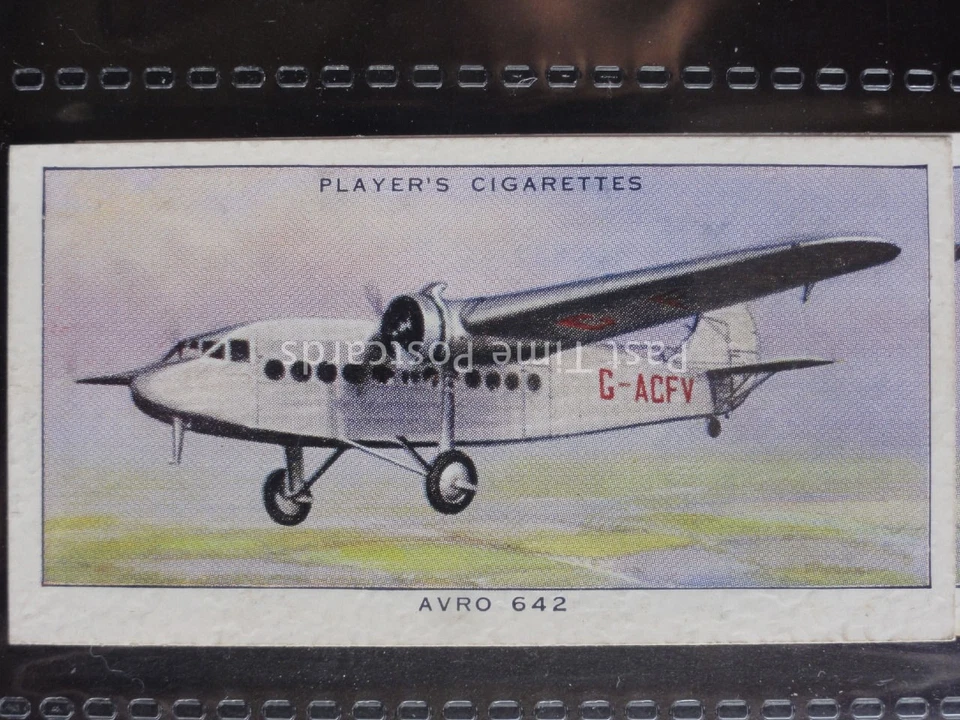 PLAYER'S CIGARETTES
Past Time Postcards
G-ACFV
AVRO 642